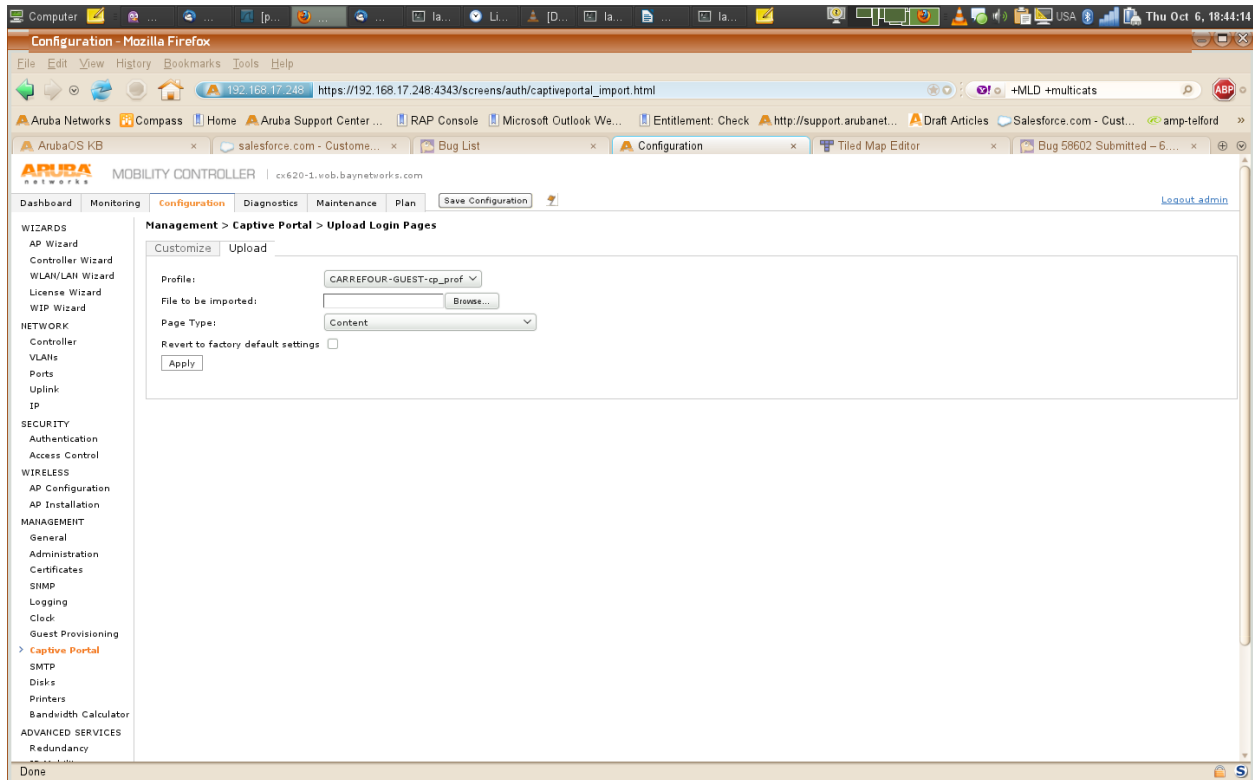 Computer ... ... [p... ... ... la... Li... [D... la... ... la... USA Thu Oct 6, 18:44:14
Configuration - Mozilla Firefox
File Edit View History Bookmarks Tools Help
192.168.17.248 https://192.168.17.248:4343/screens/auth/captiveportal_import.html +MLD +multicats ABP
Aruba Networks Compass Home Aruba Support Center ... RAP Console Microsoft Outlook We... Entitlement: Check http://support.arubanet... Draft Articles Salesforce.com - Cust... amp-telford »
ArubaOS KB salesforce.com - Custome... Bug List Configuration Tiled Map Editor Bug 58602 Submitted – 6....
ARUBA networks MOBILITY CONTROLLER | cx620-1.wob.baynetworks.com
Dashboard Monitoring Configuration Diagnostics Maintenance Plan Save Configuration Logout admin
WIZARDS
AP Wizard
Controller Wizard
WLAN/LAN Wizard
License Wizard
WIP Wizard
NETWORK
Controller
VLANs
Ports
Uplink
IP
SECURITY
Authentication
Access Control
WIRELESS
AP Configuration
AP Installation
MANAGEMENT
General
Administration
Certificates
SNMP
Logging
Clock
Guest Provisioning
> Captive Portal
SMTP
Disks
Printers
Bandwidth Calculator
ADVANCED SERVICES
Redundancy
Management > Captive Portal > Upload Login Pages
Customize Upload
Profile: CARREFOUR-GUEST-cp_prof
File to be imported: Browse...
Page Type: Content
Revert to factory default settings
Apply
Done